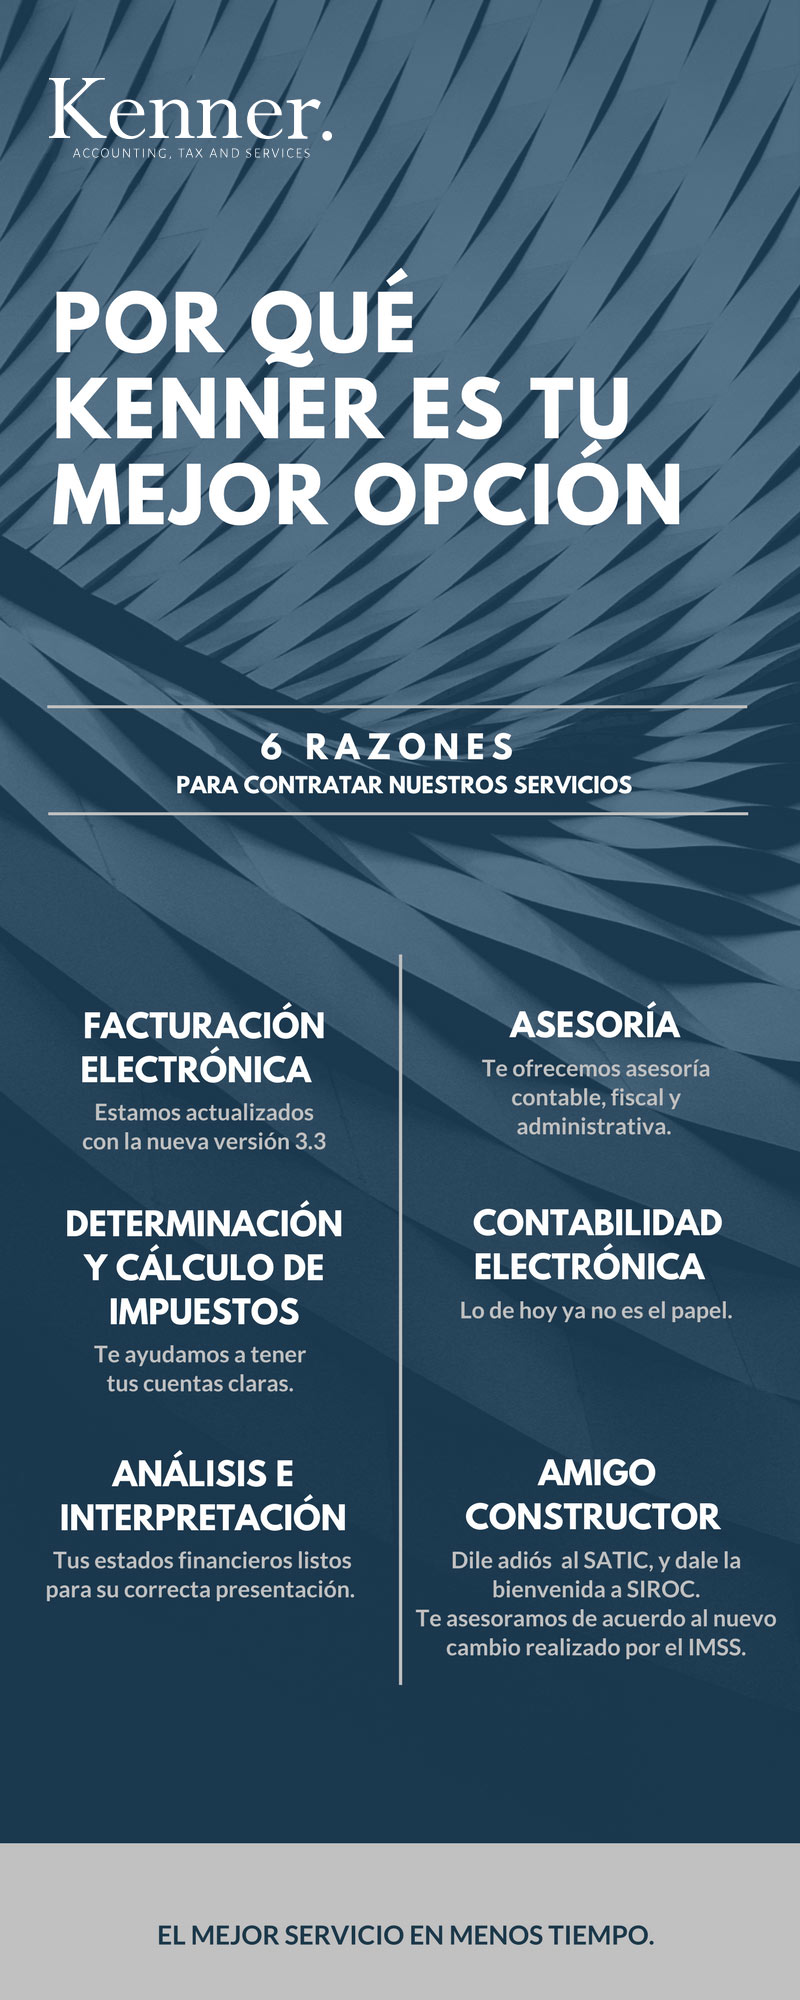 Kenner.
ACCOUNTING, TAX AND SERVICES
POR QUÉ
KENNER ES TU
MEJOR OPCIÓN
6 RAZONES
PARA CONTRATAR NUESTROS SERVICIOS
FACTURACIÓN
ELECTRÓNICA
Estamos actualizados
con la nueva versión 3.3
ASESORÍA
Te ofrecemos asesoría
contable, fiscal y
administrativa.
DETERMINACIÓN
Y CÁLCULO DE
IMPUESTOS
Te ayudamos a tener
tus cuentas claras.
CONTABILIDAD
ELECTRÓNICA
Lo de hoy ya no es el papel.
ANÁLISIS E
INTERPRETACIÓN
Tus estados financieros listos
para su correcta presentación.
AMIGO
CONSTRUCTOR
Dile adiós  al SATIC, y dale la
bienvenida a SIROC.
Te asesoramos de acuerdo al nuevo
cambio realizado por el IMSS.
EL MEJOR SERVICIO EN MENOS TIEMPO.